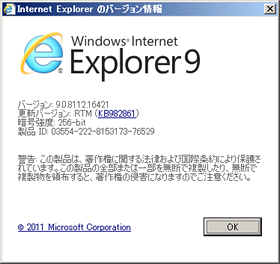 Internet Explorer のバージョン情報
Windows® Internet
Explorer 9
バージョン: 9.0.8112.16421
更新バージョン: RTM (KB982861)
暗号強度: 256-bit
製品 ID: 03554-222-8153173-76529
警告: この製品は、著作権に関する法律および国際条約により保護さ
れています。この製品の全部または一部を無断で複製したり、無断で
複製物を頒布すると、著作権の侵害になりますのでご注意ください。
© 2011 Microsoft Corporation
OK